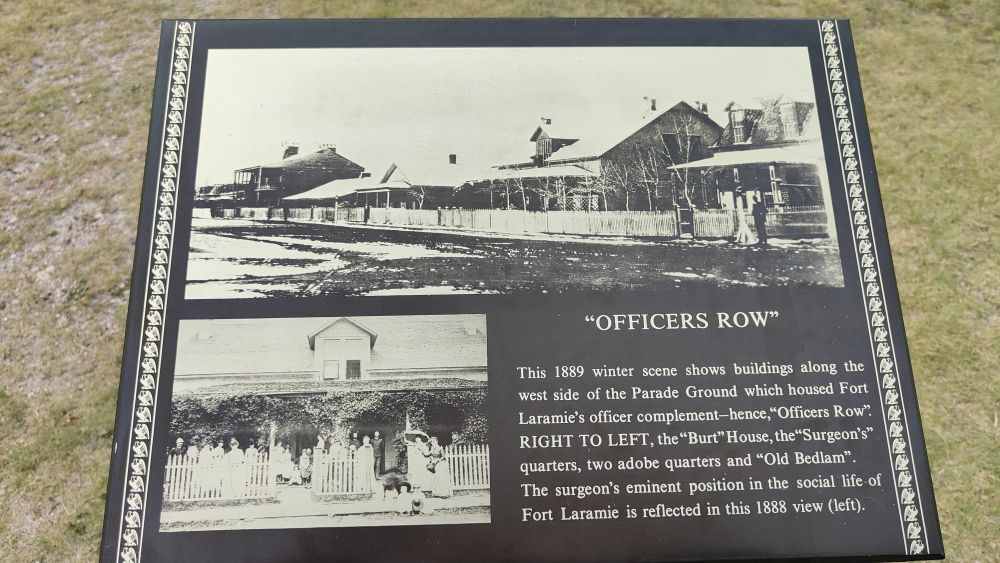 “OFFICERS ROW”
This 1889 winter scene shows buildings along the
west side of the Parade Ground which housed Fort
Laramie’s officer complement—hence,“Officers Row”.
RIGHT TO LEFT, the “Burt” House, the “Surgeon’s”
quarters, two adobe quarters and “Old Bedlam”.
The surgeon’s eminent position in the social life of
Fort Laramie is reflected in this 1888 view (left).